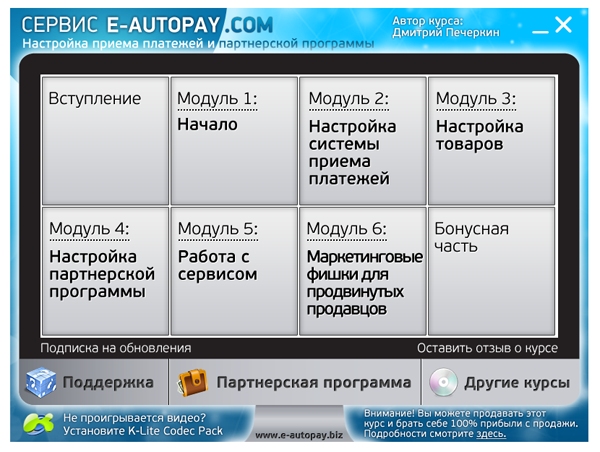 СЕРВИС E-AUTOPAY.COM
Настройка приема платежей и партнерской программы
Автор курса:
Дмитрий Печеркин
Вступление
Модуль 1:
Начало
Модуль 2:
Настройка
системы
приема
платежей
Модуль 3:
Настройка
товаров
Модуль 4:
Настройка
партнерской
программы
Модуль 5:
Работа с
сервисом
Модуль 6:
Маркетинговые
фишки для
продвинутых
продавцов
Бонусная
часть
Подписка на обновления
Оставить отзыв о курсе
Поддержка
Партнерская программа
Другие курсы
Не проигрывается видео?
Установите K-Lite Codec Pack
www.e-autopay.biz
Внимание! Вы можете продавать этот
курс и брать себе 100% прибыли с продажи.
Подробности смотрите здесь.